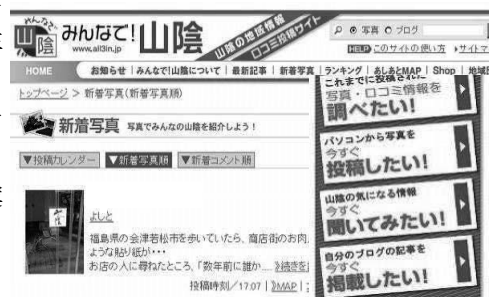 山陰
みんなで!山陰
www.all3in.jp
山陰の地域情報
口コミ投稿サイト
写真 ブログ
HELP このサイトの使い方 サイトマ
HOME お知らせ | みんなで!山陰について | 最新記事 | 新着写真 | ランキング | あしあとMAP | Shop | 地域
トップページ > 新着写真(新着写真順)
新着写真 写真でみんなの山陰を紹介しよう!
▼投稿カレンダー ▼新着写真順 ▼新着コメント順
よしと
福島県の会津若松市を歩いていたら、商店街のお肉
ような貼り紙が・・・
お店の人に尋ねたところ、「数年前に誰か.... 》続きを
投稿時刻/17:07 | 》MAP |
これまでに投稿された
写真・口コミ情報を
調べたい!
パソコンから写真を
今すぐ
投稿したい!
山陰の気になる情報
今すぐ
聞いてみたい!
自分のブログの記事を
今すぐ
掲載したい!